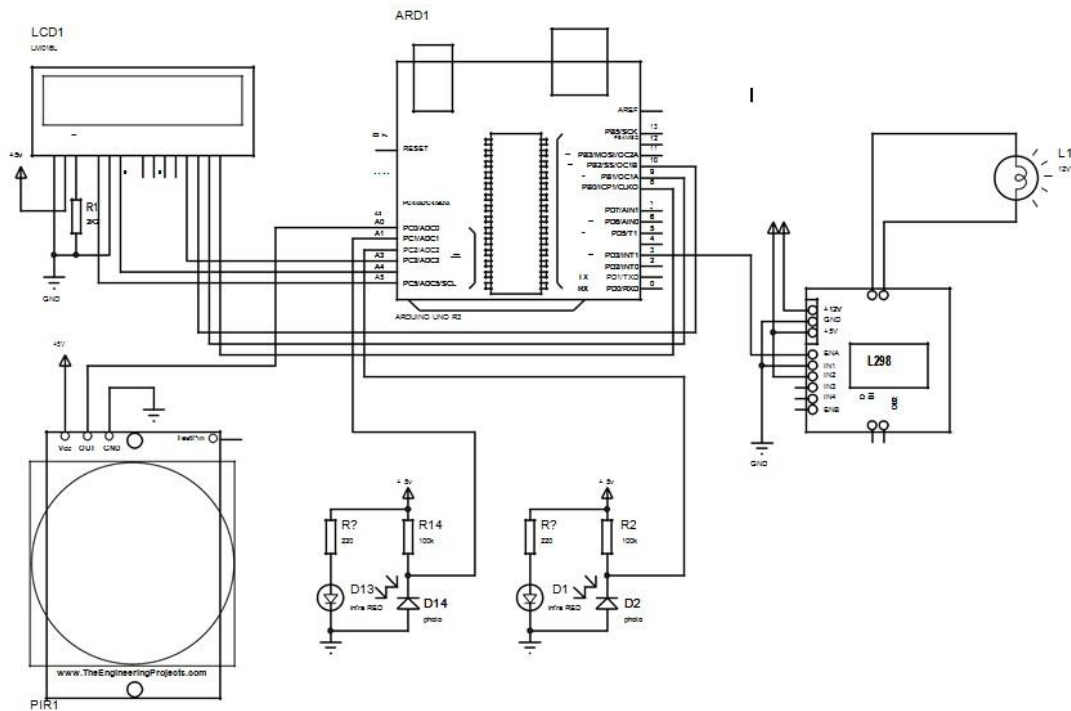 ARD1
LCD1
LM016L
+5v
R1
GND
RESET
A0
A1
A3
A4
A5
PC0/ADC0
PC1/ADC1
PC2/ADC2
PC3/ADC3
PC5/ADC5/SCL
ARDUINO UNO R3
AREF
PB5/SCK
PB3/MOSI/OC2A
PB2/SS/OC1B
PB1/OC1A
PB0/ICP1/CLKO
PD7/AIN1
PD6/AIN0
PD5/T1
PD3/INT1
PD2/INT0
PD1/TXD
PD0/RXD
TX
RX
13
12
11
10
9
8
6
5
4
3
2
0
L1
12V
+12V
GND
+5V
ENA
IN1
IN2
IN3
IN4
ENB
L298
GND
+5V
Vcc
OUT
GND
TestPin
www.TheEngineeringProjects.com
PIR1
+ 5v
R?
220
R14
100k
D13
infra RED
D14
photo
+ 5v
R?
220
R2
100k
D1
infra RED
D2
photo